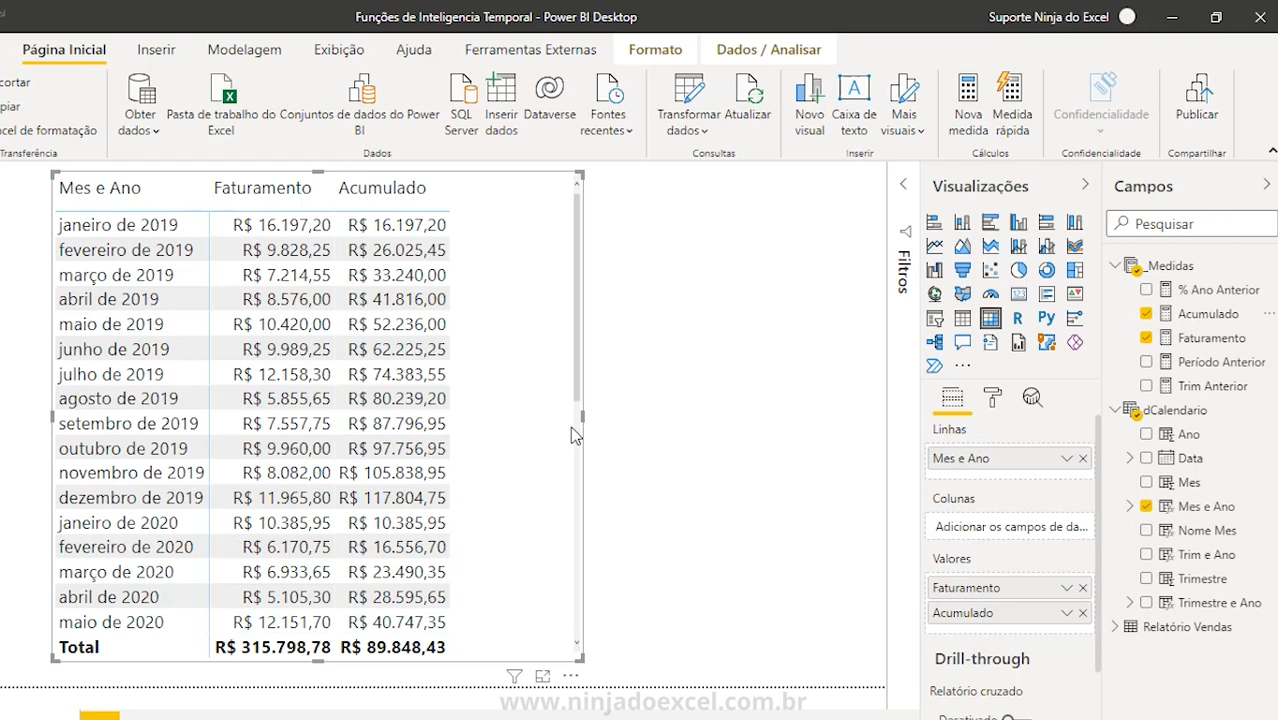 Funções de Inteligencia Temporal - Power BI Desktop
Suporte Ninja do Excel
Página Inicial
Inserir
Modelagem
Exibição
Ajuda
Ferramentas Externas
Formato
Dados / Analisar
cortar
piar
cel de formatação
Transferência
Obter dados
Pasta de trabalho do Excel
Conjuntos de dados do Power BI
SQL Server
Inserir dados
Dataverse
Fontes recentes
Dados
Transformar dados
Atualizar
Consultas
Novo visual
Caixa de texto
Mais visuais
Inserir
Nova medida
Medida rápida
Cálculos
Confidencialidade
Confidencialidade
Publicar
Compartilhar
Mes e Ano Faturamento Acumulado
janeiro de 2019 R$ 16.197,20 R$ 16.197,20
fevereiro de 2019 R$ 9.828,25 R$ 26.025,45
março de 2019 R$ 7.214,55 R$ 33.240,00
abril de 2019 R$ 8.576,00 R$ 41.816,00
maio de 2019 R$ 10.420,00 R$ 52.236,00
junho de 2019 R$ 9.989,25 R$ 62.225,25
julho de 2019 R$ 12.158,30 R$ 74.383,55
agosto de 2019 R$ 5.855,65 R$ 80.239,20
setembro de 2019 R$ 7.557,75 R$ 87.796,95
outubro de 2019 R$ 9.960,00 R$ 97.756,95
novembro de 2019 R$ 8.082,00 R$ 105.838,95
dezembro de 2019 R$ 11.965,80 R$ 117.804,75
janeiro de 2020 R$ 10.385,95 R$ 10.385,95
fevereiro de 2020 R$ 6.170,75 R$ 16.556,70
março de 2020 R$ 6.933,65 R$ 23.490,35
abril de 2020 R$ 5.105,30 R$ 28.595,65
maio de 2020 R$ 12.151,70 R$ 40.747,35
Total R$ 315.798,78 R$ 89.848,43
www.ninjadoexcel.com.br
Filtros
Visualizações
R
Py
Linhas
Mes e Ano
Colunas
Adicionar os campos de da...
Valores
Faturamento
Acumulado
Drill-through
Relatório cruzado
Desativado
Campos
Pesquisar
_Medidas
% Ano Anterior
Acumulado
Faturamento
Período Anterior
Trim Anterior
dCalendario
Ano
Data
Mes
Mes e Ano
Nome Mes
Trim e Ano
Trimestre
Trimestre e Ano
Relatório Vendas